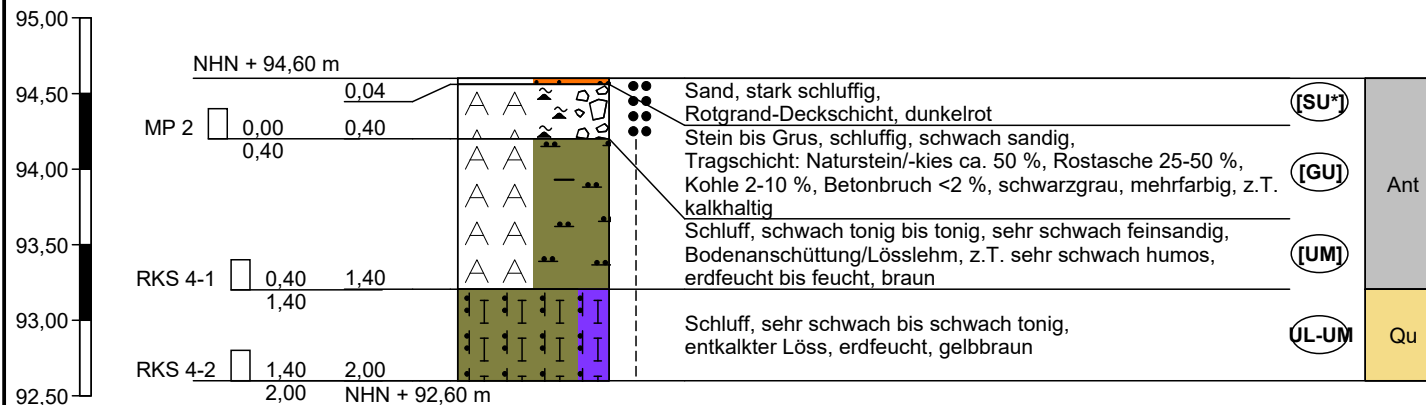 95,00
94,50
94,00
93,50
93,00
92,50
NHN + 94,60 m
0,04
MP 2 0,00 0,40
0,40
RKS 4-1 0,40 1,40
1,40
RKS 4-2 1,40 2,00
2,00 NHN + 92,60 m
Sand, stark schluffig,
Rotgrand-Deckschicht, dunkelrot
[SU*]
Stein bis Grus, schluffig, schwach sandig,
Tragschicht: Naturstein/-kies ca. 50 %, Rostasche 25-50 %,
Kohle 2-10 %, Betonbruch <2 %, schwarzgrau, mehrfarbig, z.T.
kalkhaltig
[GU]
Schluff, schwach tonig bis tonig, sehr schwach feinsandig,
Bodenanschüttung/Lösslehm, z.T. sehr schwach humos,
erdfeucht bis feucht, braun
[UM]
Schluff, sehr schwach bis schwach tonig,
entkalkter Löss, erdfeucht, gelbbraun
UL-UM
Ant
Qu